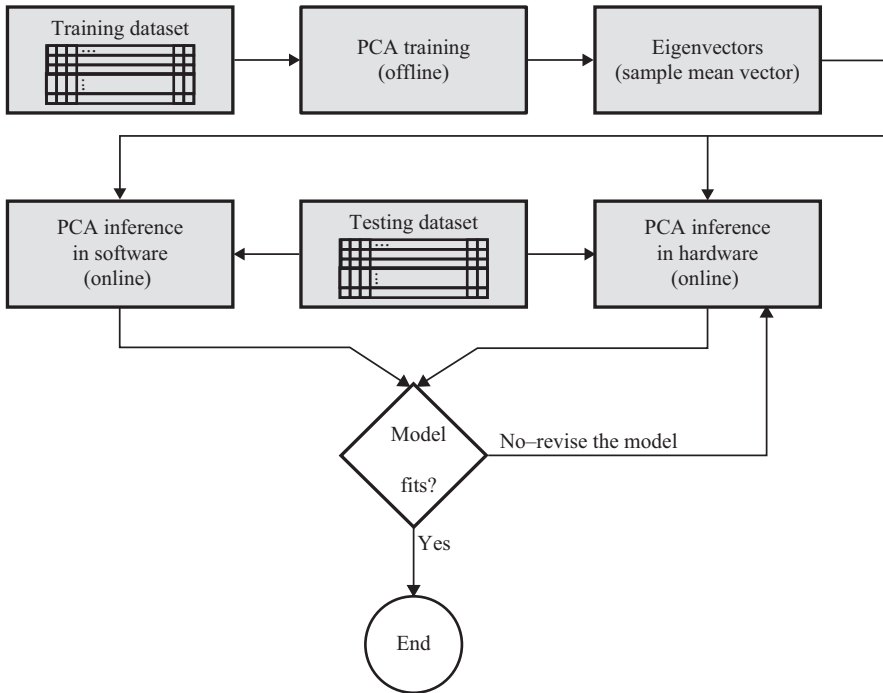 Training dataset
...
⋮
PCA training
(offline)
Eigenvectors
(sample mean vector)
PCA inference
in software
(online)
Testing dataset
...
⋮
PCA inference
in hardware
(online)
Model
fits?
No–revise the model
Yes
End